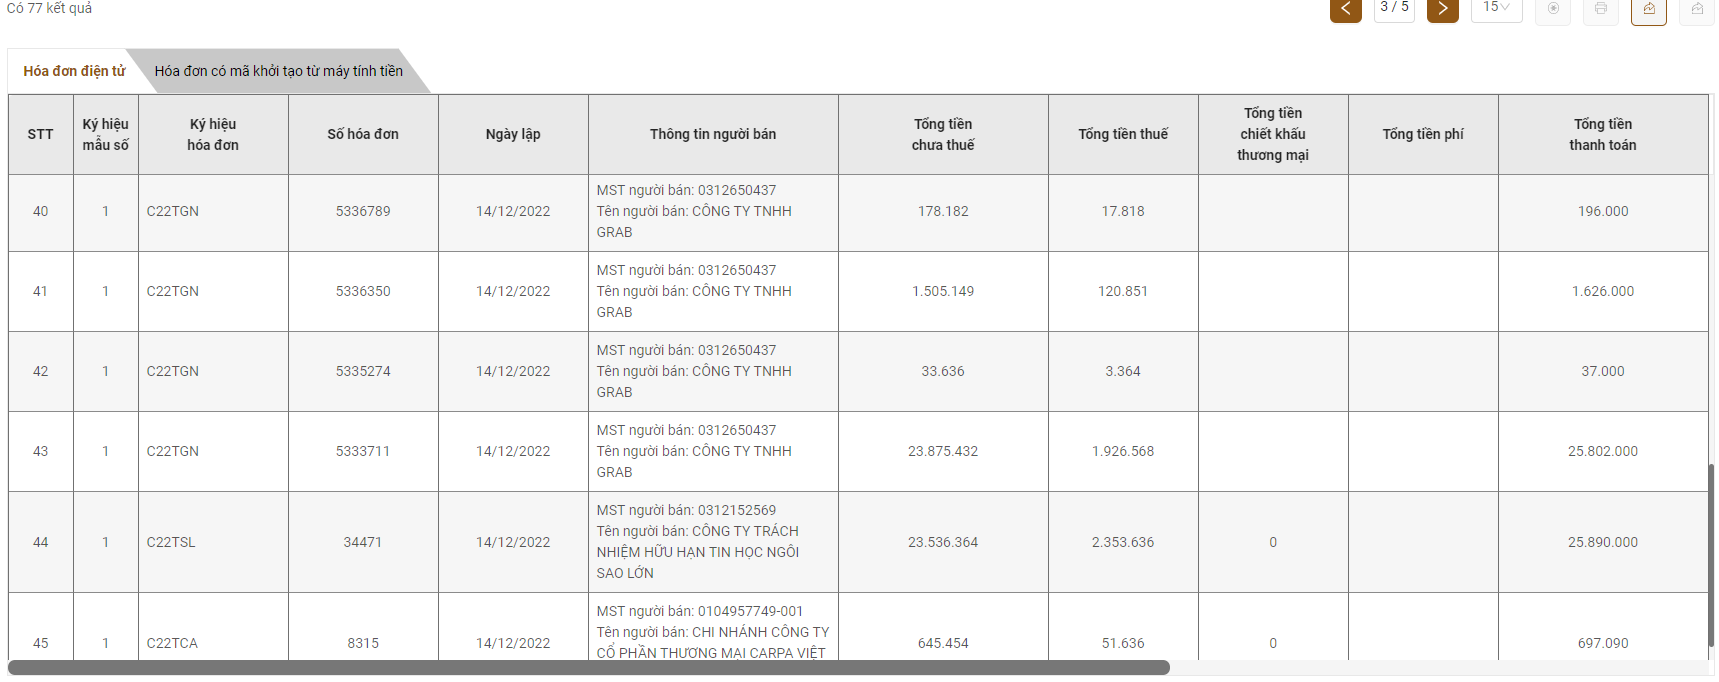 Có 77 kết quả
3 / 5
15
Hóa đơn điện tử
Hóa đơn có mã khởi tạo từ máy tính tiền
STT
Ký hiệu
mẫu số
Ký hiệu
hóa đơn
Số hóa đơn
Ngày lập
Thông tin người bán
Tổng tiền
chưa thuế
Tổng tiền thuế
Tổng tiền
chiết khấu
thương mại
Tổng tiền phí
Tổng tiền
thanh toán
40
1
C22TGN
5336789
14/12/2022
MST người bán: 0312650437
Tên người bán: CÔNG TY TNHH
GRAB
178.182
17.818
196.000
41
1
C22TGN
5336350
14/12/2022
MST người bán: 0312650437
Tên người bán: CÔNG TY TNHH
GRAB
1.505.149
120.851
1.626.000
42
1
C22TGN
5335274
14/12/2022
MST người bán: 0312650437
Tên người bán: CÔNG TY TNHH
GRAB
33.636
3.364
37.000
43
1
C22TGN
5333711
14/12/2022
MST người bán: 0312650437
Tên người bán: CÔNG TY TNHH
GRAB
23.875.432
1.926.568
25.802.000
44
1
C22TSL
34471
14/12/2022
MST người bán: 0312152569
Tên người bán: CÔNG TY TRÁCH
NHIỆM HỮU HẠN TIN HỌC NGÔI
SAO LỚN
23.536.364
2.353.636
0
25.890.000
45
1
C22TCA
8315
14/12/2022
MST người bán: 0104957749-001
Tên người bán: CHI NHÁNH CÔNG TY
CỔ PHẦN THƯƠNG MẠI CARPA VIỆT
645.454
51.636
0
697.090